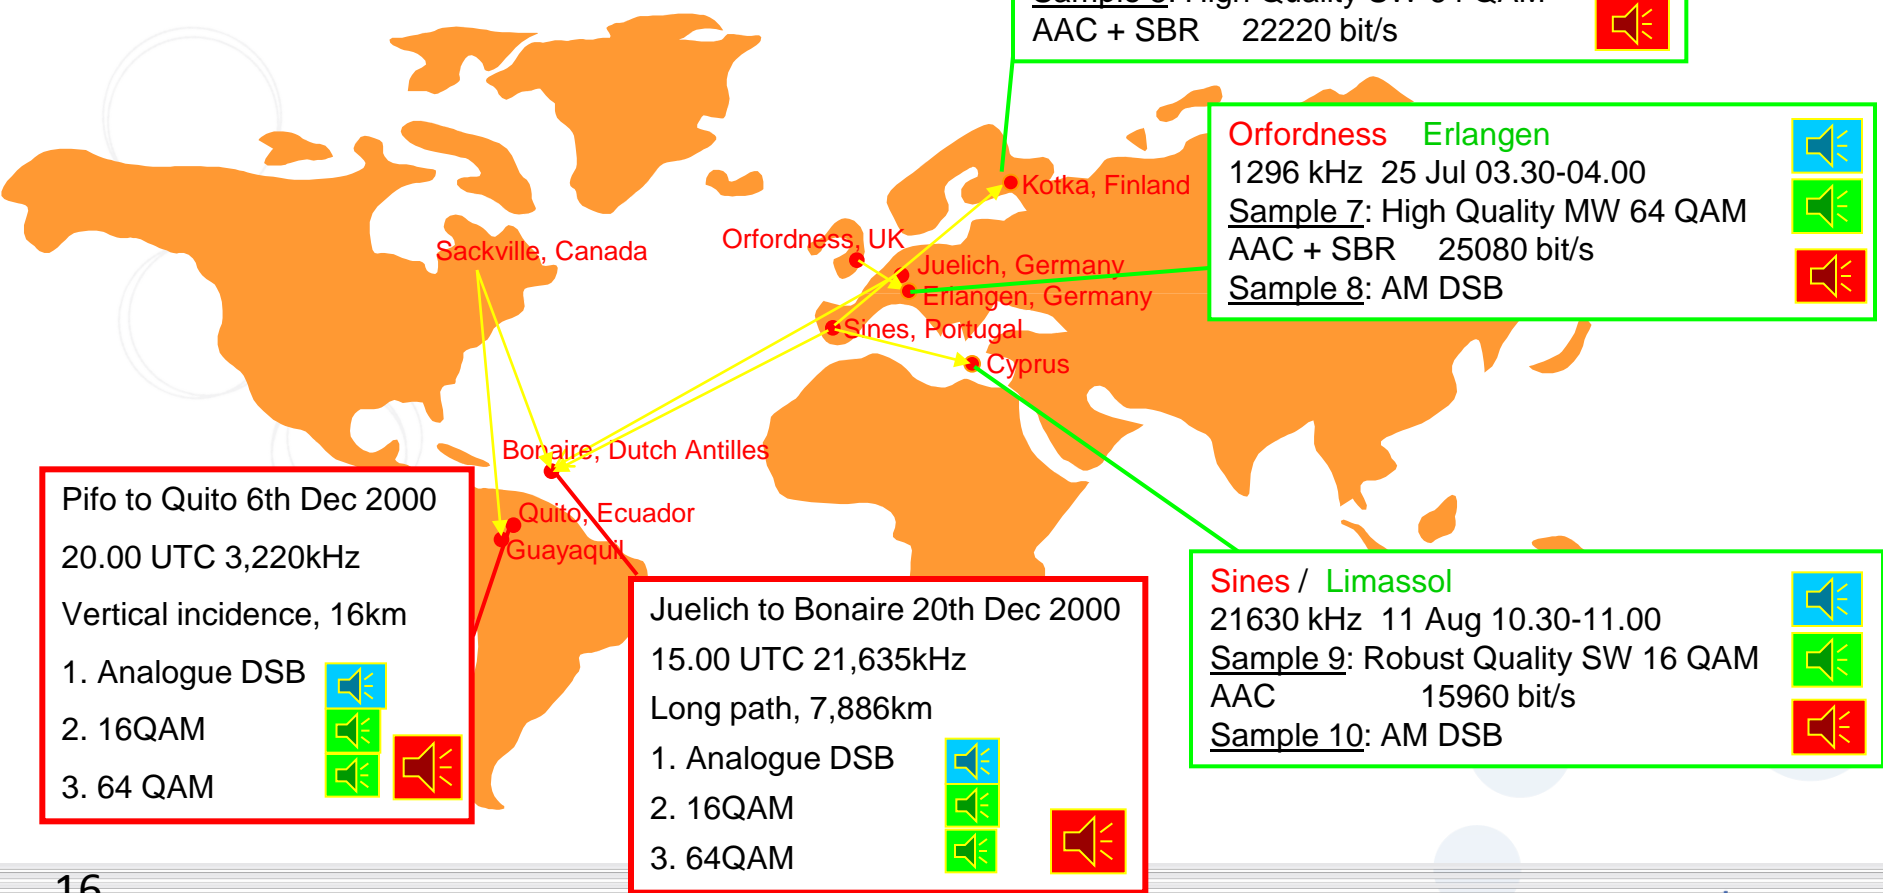 AAC + SBR 22220 bit/s
Orfordness Erlangen
1296 kHz 25 Jul 03.30-04.00
Sample 7: High Quality MW 64 QAM
AAC + SBR 25080 bit/s
Sample 8: AM DSB
Kotka, Finland
Orfordness, UK
Sackville, Canada
Juelich, Germany
Erlangen, Germany
Sines, Portugal
Cyprus
Bonaire, Dutch Antilles
Quito, Ecuador
Guayaquil
Pifo to Quito 6th Dec 2000
20.00 UTC 3,220kHz
Vertical incidence, 16km
1. Analogue DSB
2. 16QAM
3. 64 QAM
Juelich to Bonaire 20th Dec 2000
15.00 UTC 21,635kHz
Long path, 7,886km
1. Analogue DSB
2. 16QAM
3. 64QAM
Sines / Limassol
21630 kHz 11 Aug 10.30-11.00
Sample 9: Robust Quality SW 16 QAM
AAC 15960 bit/s
Sample 10: AM DSB
16